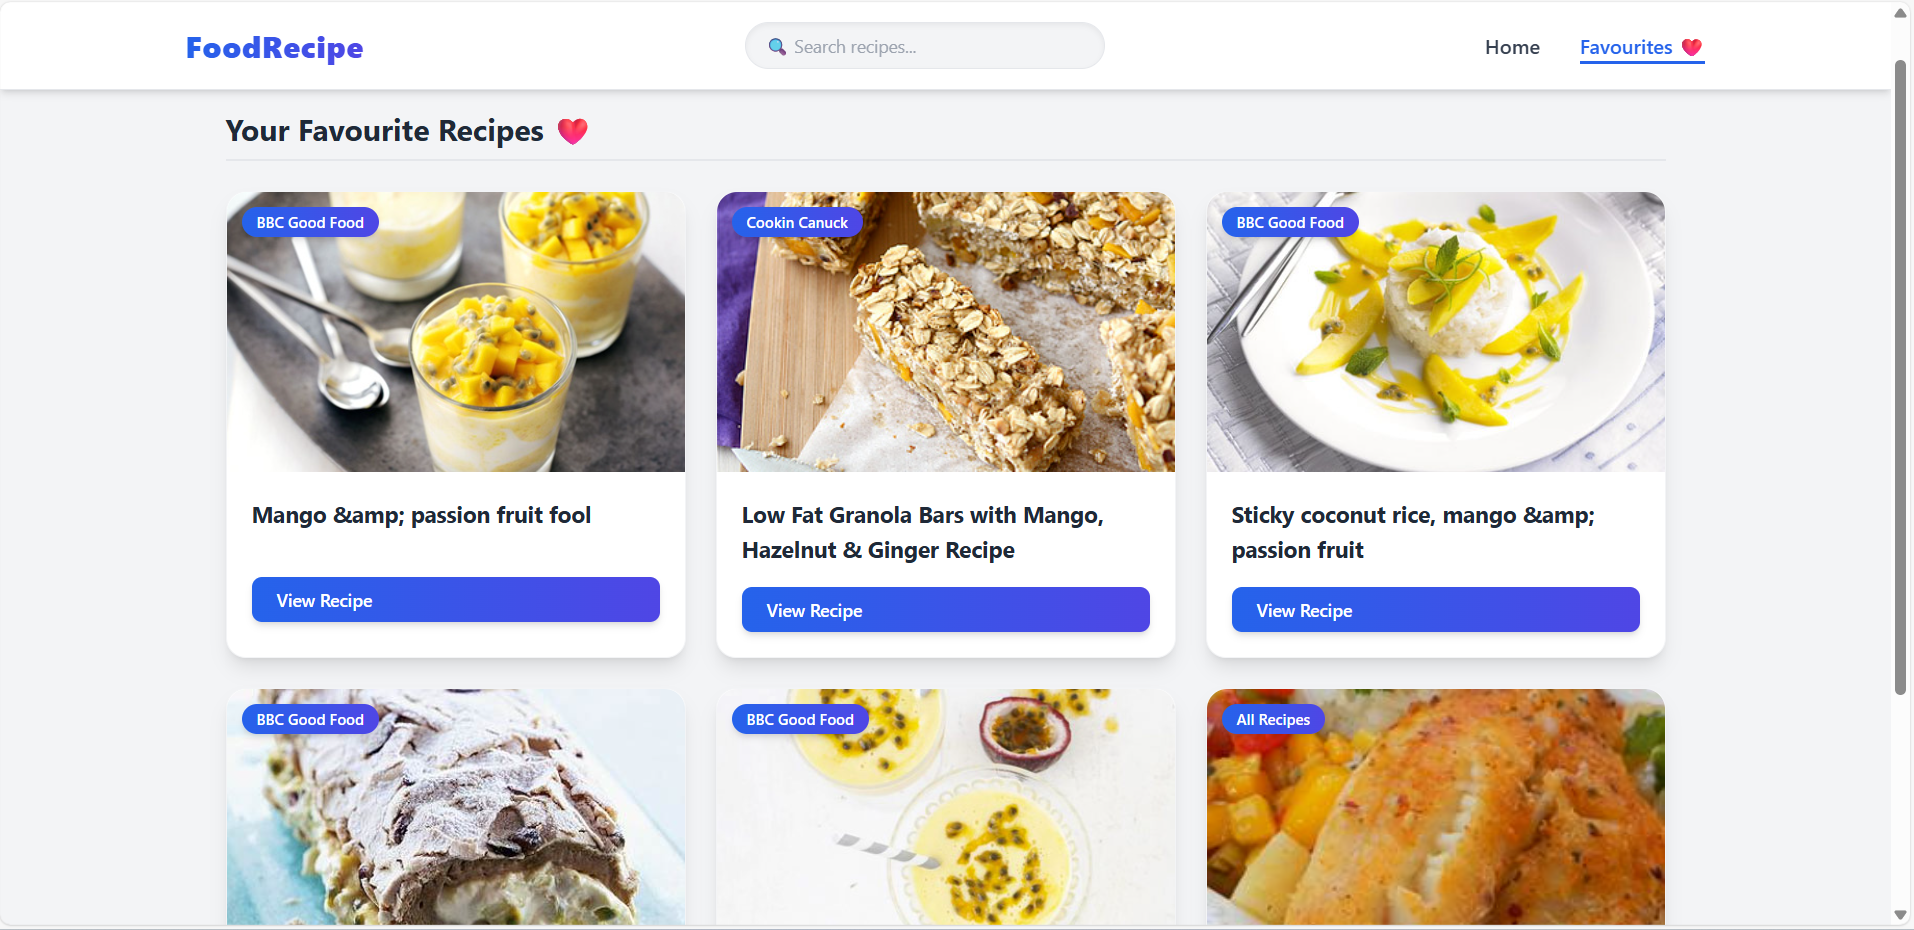 FoodRecipe
🔍 Search recipes...
Home
Favourites ❤️
Your Favourite Recipes ❤️
BBC Good Food
Cookin Canuck
BBC Good Food
Mango &amp; passion fruit fool
View Recipe
Low Fat Granola Bars with Mango,
Hazelnut & Ginger Recipe
View Recipe
Sticky coconut rice, mango &amp;
passion fruit
View Recipe
BBC Good Food
BBC Good Food
All Recipes